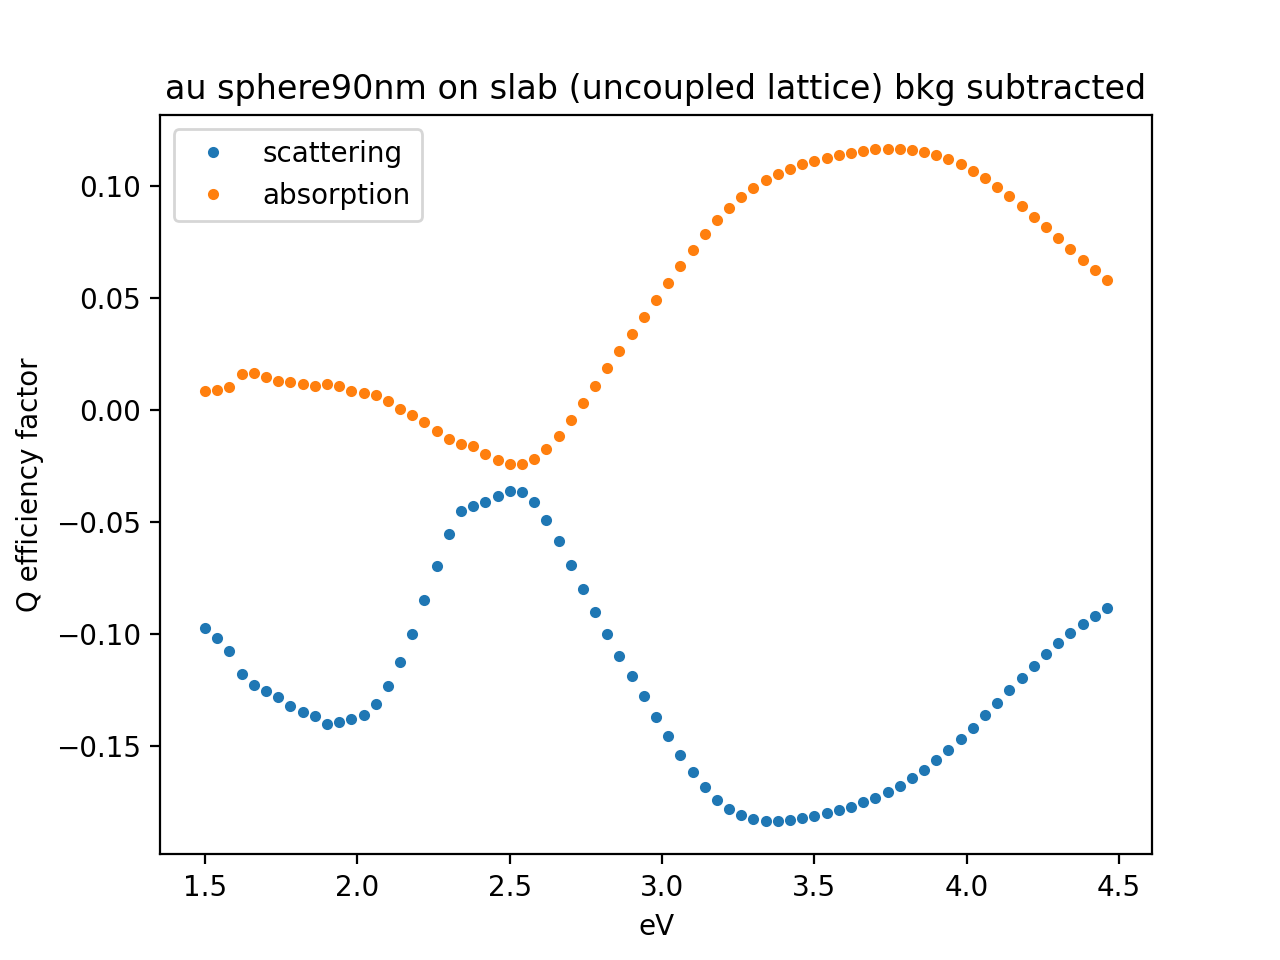 au sphere90nm on slab (uncoupled lattice) bkg subtracted
scattering
absorption
0.10
0.05
0.00
−0.05
−0.10
−0.15
Q efficiency factor
1.5 2.0 2.5 3.0 3.5 4.0 4.5
eV